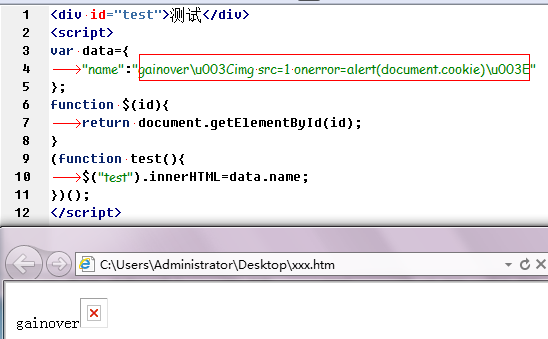 1 <div id="test">测试</div>
2 <script>
3 var data={
4 "name":"gainover\u003Cimg src=1 onerror=alert(document.cookie)\u003E"
5 };
6 function $(id){
7 return document.getElementById(id);
8 }
9 (function test(){
10 $("test").innerHTML=data.name;
11 })();
12 </script>
C:\Users\Administrator\Desktop\xxx.htm
gainover